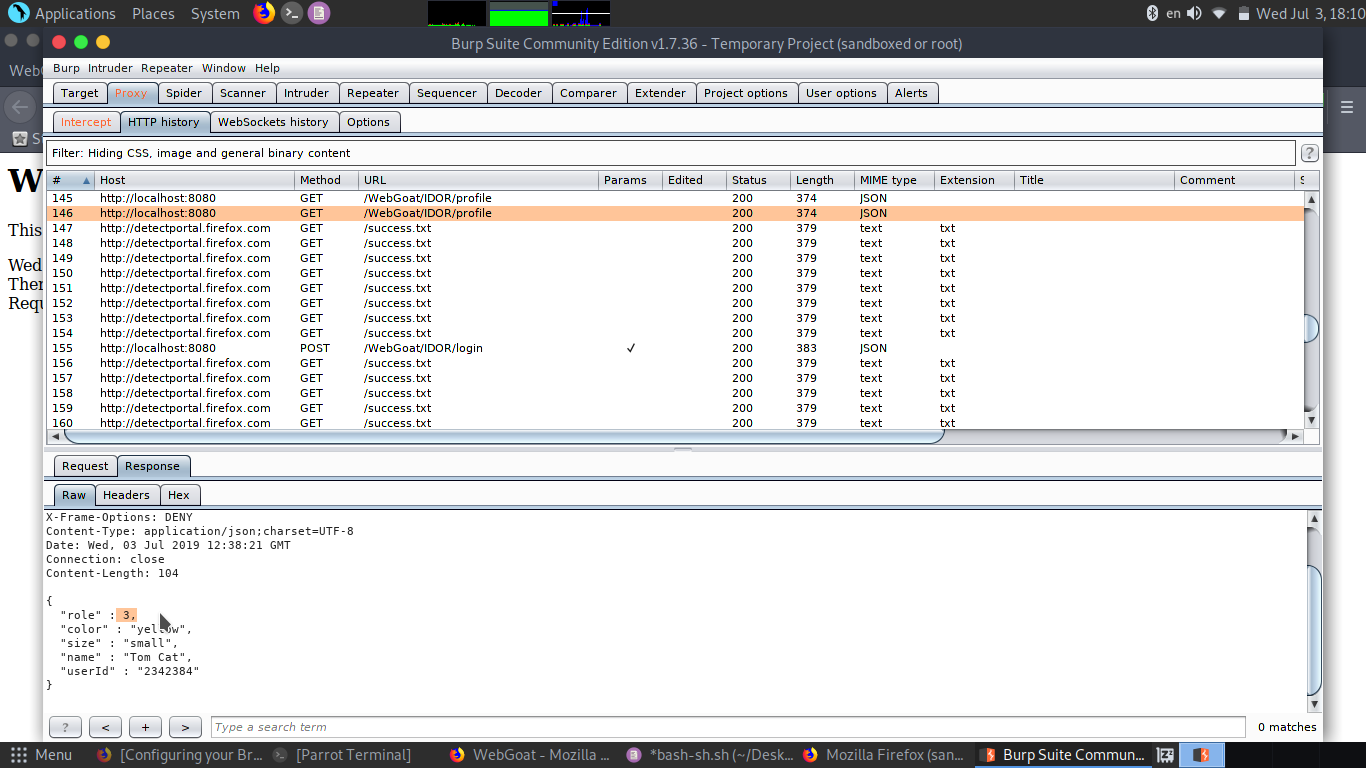 Applications Places System en Wed Jul 3, 18:10
Burp Suite Community Edition v1.7.36 - Temporary Project (sandboxed or root)
Burp Intruder Repeater Window Help
Target Proxy Spider Scanner Intruder Repeater Sequencer Decoder Comparer Extender Project options User options Alerts
Intercept HTTP history WebSockets history Options
Filter: Hiding CSS, image and general binary content ?
# Host Method URL Params Edited Status Length MIME type Extension Title Comment S
145 http://localhost:8080 GET /WebGoat/IDOR/profile 200 374 JSON
146 http://localhost:8080 GET /WebGoat/IDOR/profile 200 374 JSON
147 http://detectportal.firefox.com GET /success.txt 200 379 text txt
148 http://detectportal.firefox.com GET /success.txt 200 379 text txt
149 http://detectportal.firefox.com GET /success.txt 200 379 text txt
150 http://detectportal.firefox.com GET /success.txt 200 379 text txt
151 http://detectportal.firefox.com GET /success.txt 200 379 text txt
152 http://detectportal.firefox.com GET /success.txt 200 379 text txt
153 http://detectportal.firefox.com GET /success.txt 200 379 text txt
154 http://detectportal.firefox.com GET /success.txt 200 379 text txt
155 http://localhost:8080 POST /WebGoat/IDOR/login ✓ 200 383 JSON
156 http://detectportal.firefox.com GET /success.txt 200 379 text txt
157 http://detectportal.firefox.com GET /success.txt 200 379 text txt
158 http://detectportal.firefox.com GET /success.txt 200 379 text txt
159 http://detectportal.firefox.com GET /success.txt 200 379 text txt
160 http://detectportal.firefox.com GET /success.txt 200 379 text txt
Request Response
Raw Headers Hex
X-Frame-Options: DENY
Content-Type: application/json;charset=UTF-8
Date: Wed, 03 Jul 2019 12:38:21 GMT
Connection: close
Content-Length: 104
{
"role" : 3,
"color" : "yellow",
"size" : "small",
"name" : "Tom Cat",
"userId" : "2342384"
}
? < + > Type a search term 0 matches
Menu [Configuring your Br... [Parrot Terminal] WebGoat - Mozilla ... *bash-sh.sh (~/Desk... Mozilla Firefox (san... Burp Suite Commun...
This
Wed